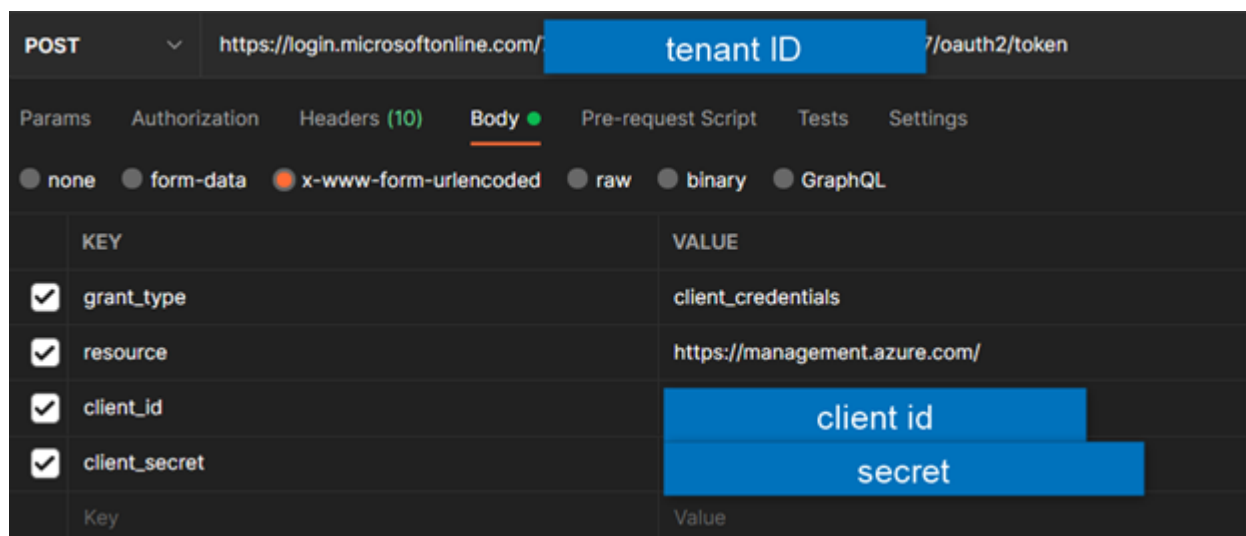 POST https://login.microsoftonline.com/ tenant ID 7/oauth2/token
Params Authorization Headers (10) Body Pre-request Script Tests Settings
none form-data x-www-form-urlencoded raw binary GraphQL
KEY VALUE
grant_type client_credentials
resource https://management.azure.com/
client_id client id
client_secret secret
Key Value